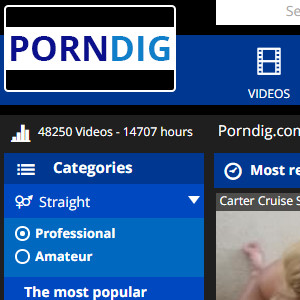 Se
PORNDIG
VIDEOS
48250 Videos - 14707 hours
Porndig.com
Categories
Most re
Straight
Carter Cruise S
Professional
Amateur
The most popular